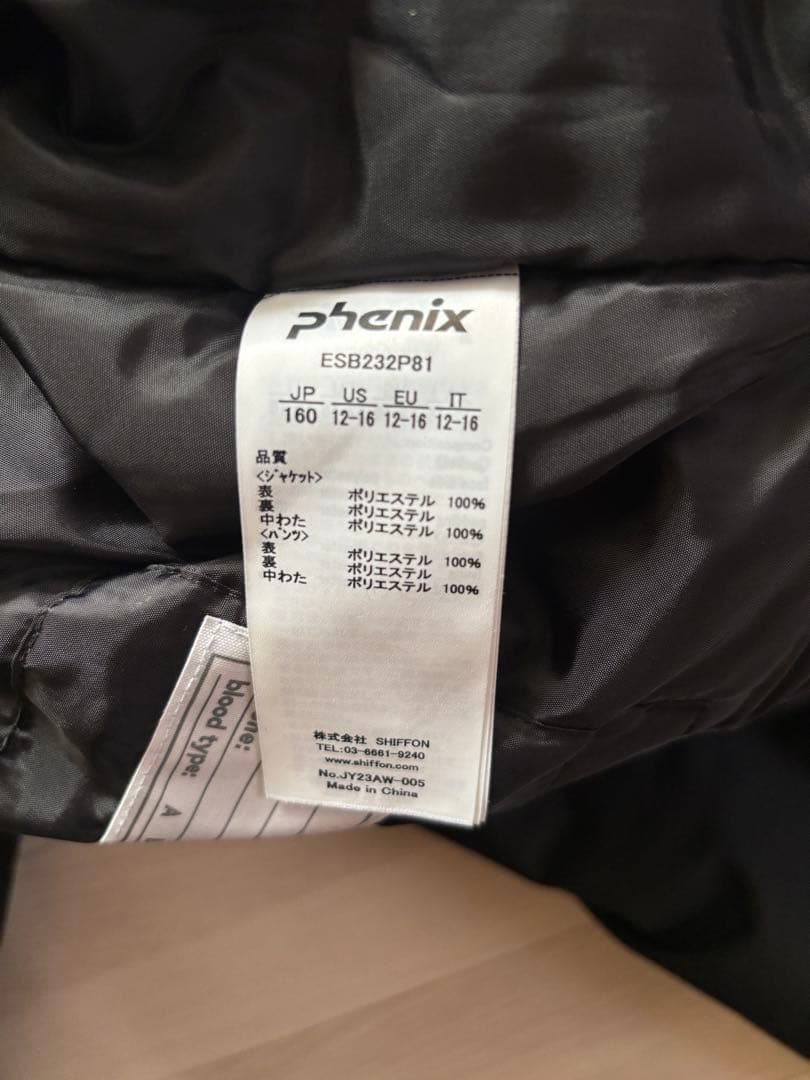 phenix
ESB232P81
JP US EU IT
160 12-16 12-16 12-16
品質
<ジャケット>
表 ポリエステル 100%
裏 ポリエステル
中わた ポリエステル 100%
<パンツ>
表 ポリエステル 100%
裏 ポリエステル
中わた ポリエステル 100%
株式会社 SHIFFON
TEL:03-6661-9240
www.shiffon.com
No.JY23AW-005
Made in China
blood type:
A